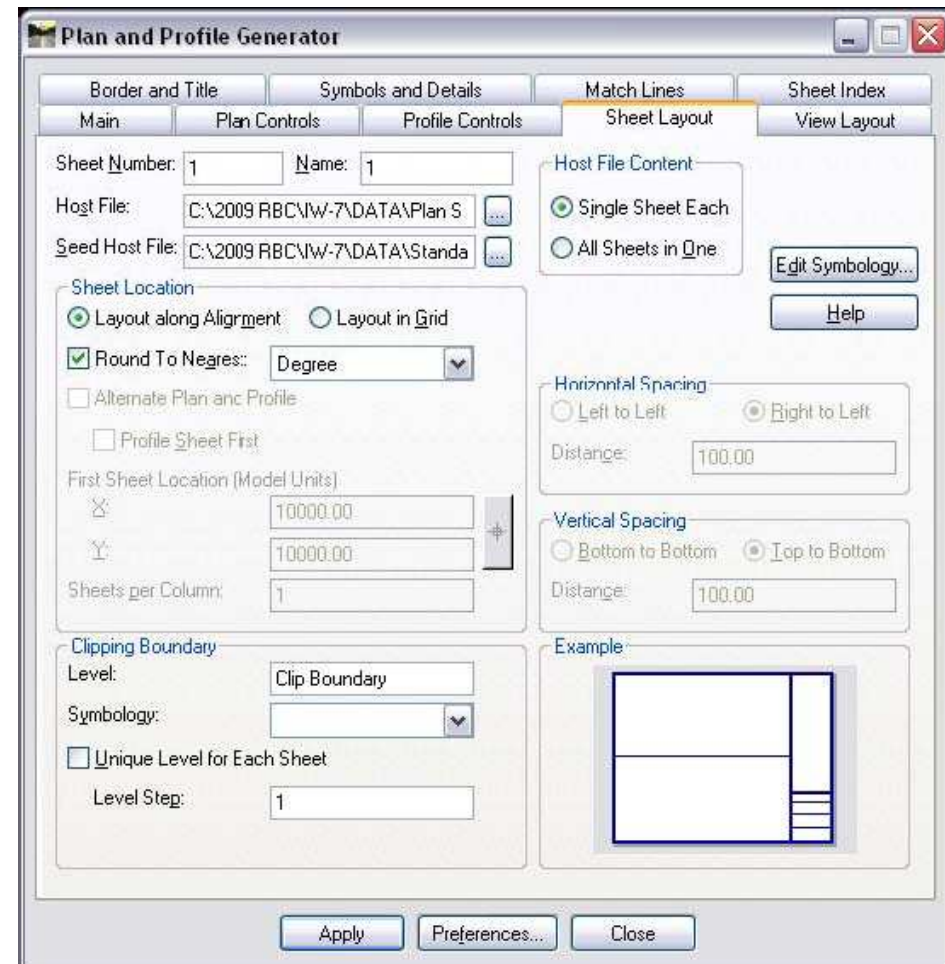 Plan and Profile Generator
Border and Title
Symbols and Details
Match Lines
Sheet Index
Main
Plan Controls
Profile Controls
Sheet Layout
View Layout
Sheet Number: 1
Name: 1
Host File: C:\2009 RBC\IW-7\DATA\Plan S ...
Seed Host File: C:\2009 RBC\IW-7\DATA\Standa ...
Host File Content
Single Sheet Each
All Sheets in One
Edit Symbology...
Help
Sheet Location
Layout along Alignment
Layout in Grid
Round To Neares:: Degree
Alternate Plan and Profile
Profile Sheet First
First Sheet Location (Model Units)
X: 10000.00
Y: 10000.00
Sheets per Column: 1
Horizontal Spacing
Left to Left
Right to Left
Distance: 100.00
Vertical Spacing
Bottom to Bottom
Top to Bottom
Distance: 100.00
Clipping Boundary
Level: Clip Boundary
Symbology:
Unique Level for Each Sheet
Level Step: 1
Example
Apply
Preferences...
Close